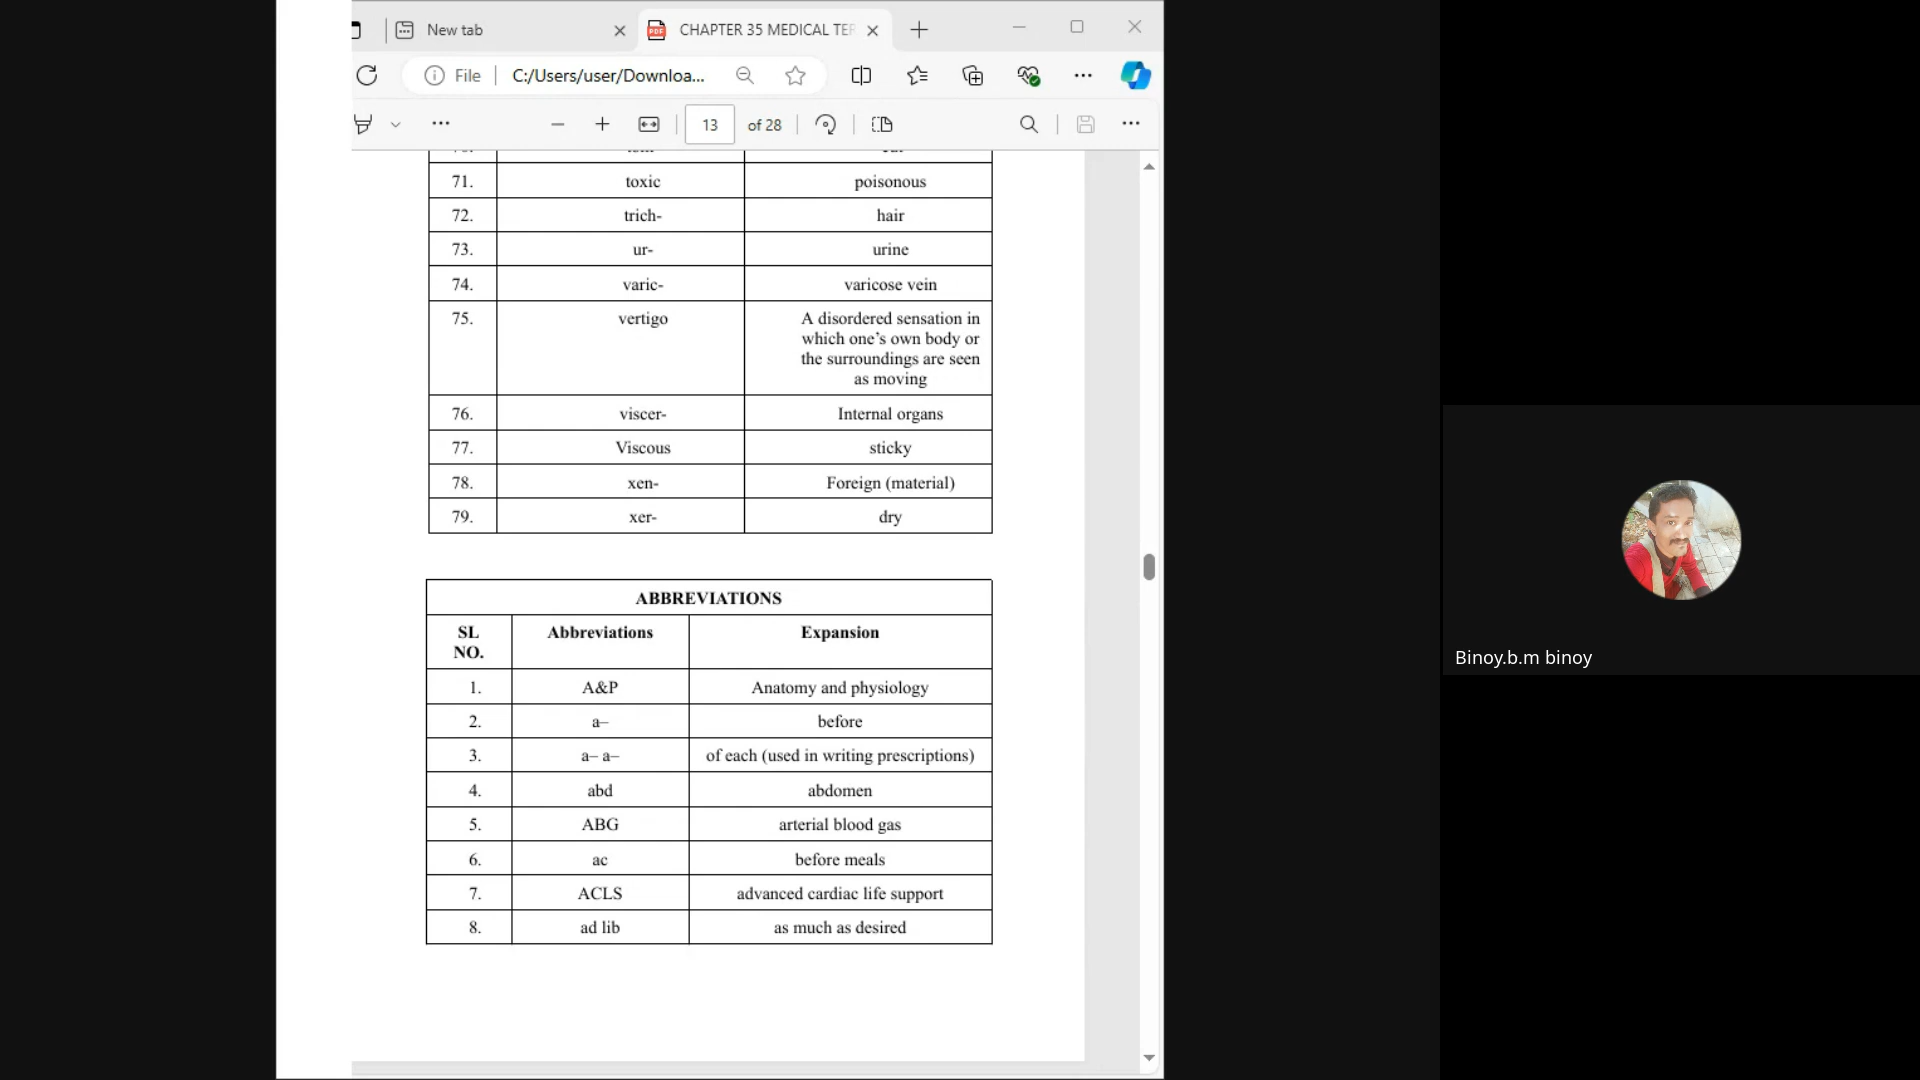 New tab
CHAPTER 35 MEDICAL TER
File
C:/Users/user/Downloa...
13 of 28
71. toxic poisonous
72. trich- hair
73. ur- urine
74. varic- varicose vein
75. vertigo A disordered sensation in
which one’s own body or
the surroundings are seen
as moving
76. viscer- Internal organs
77. Viscous sticky
78. xen- Foreign (material)
79. xer- dry
ABBREVIATIONS
SL Abbreviations Expansion
NO.
1. A&P Anatomy and physiology
2. a– before
3. a– a– of each (used in writing prescriptions)
4. abd abdomen
5. ABG arterial blood gas
6. ac before meals
7. ACLS advanced cardiac life support
8. ad lib as much as desired
Binoy.b.m binoy